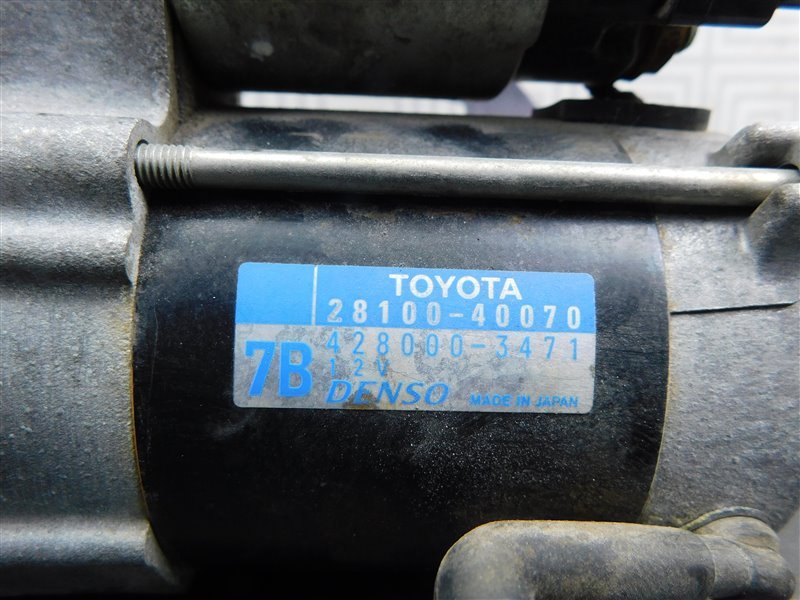 TOYOTA
28100-40070
428000-3471
7B
12V
DENSO MADE IN JAPAN